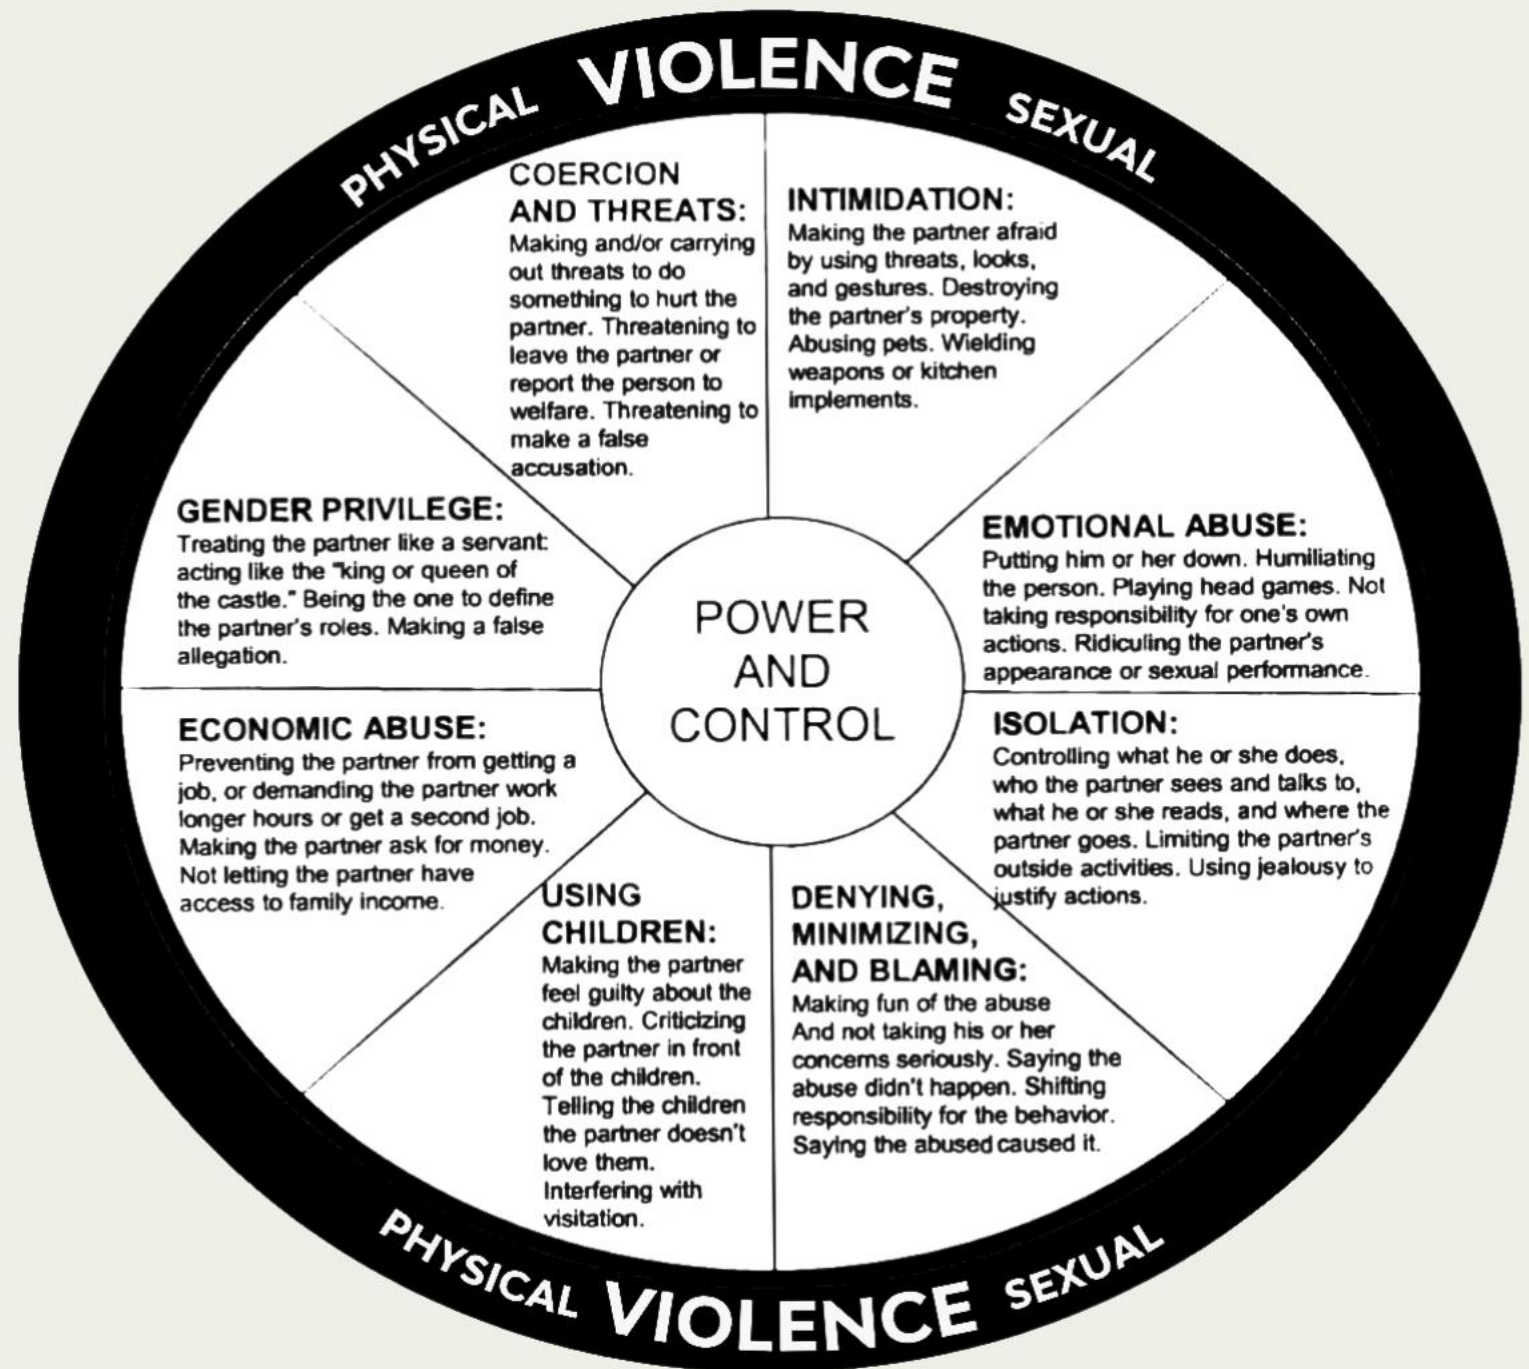 PHYSICAL VIOLENCE SEXUAL
COERCION
AND THREATS:
Making and/or carrying
out threats to do
something to hurt the
partner. Threatening to
leave the partner or
report the person to
welfare. Threatening to
make a false
accusation.
INTIMIDATION:
Making the partner afraid
by using threats, looks,
and gestures. Destroying
the partner's property.
Abusing pets. Wielding
weapons or kitchen
implements.
GENDER PRIVILEGE:
Treating the partner like a servant:
acting like the "king or queen of
the castle." Being the one to define
the partner's roles. Making a false
allegation.
EMOTIONAL ABUSE:
Putting him or her down. Humiliating
the person. Playing head games. Not
taking responsibility for one's own
actions. Ridiculing the partner's
appearance or sexual performance.
POWER
AND
CONTROL
ECONOMIC ABUSE:
Preventing the partner from getting a
job, or demanding the partner work
longer hours or get a second job.
Making the partner ask for money.
Not letting the partner have
access to family income.
ISOLATION:
Controlling what he or she does,
who the partner sees and talks to,
what he or she reads, and where the
partner goes. Limiting the partner's
outside activities. Using jealousy to
justify actions.
USING
CHILDREN:
Making the partner
feel guilty about the
children. Criticizing
the partner in front
of the children.
Telling the children
the partner doesn't
love them.
Interfering with
visitation.
DENYING,
MINIMIZING,
AND BLAMING:
Making fun of the abuse
And not taking his or her
concerns seriously. Saying the
abuse didn't happen. Shifting
responsibility for the behavior.
Saying the abused caused it.
PHYSICAL VIOLENCE SEXUAL